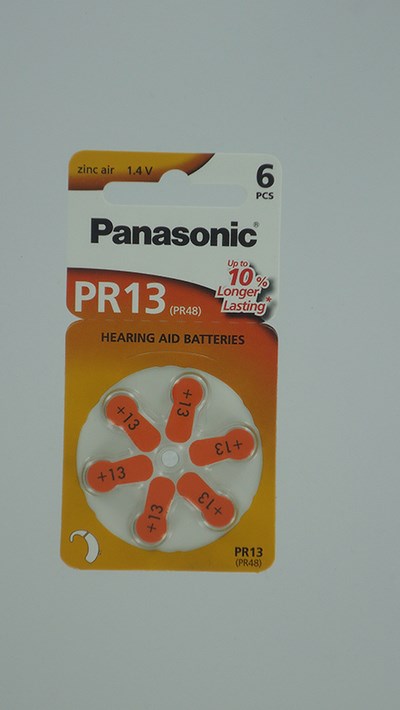 zinc air 1.4 V
6
PCS
Panasonic®
Up to
10%
Longer
Lasting*
PR13 (PR48)
HEARING AID BATTERIES
+13
+13
+13
+13
+13
+13
PR13
(PR48)